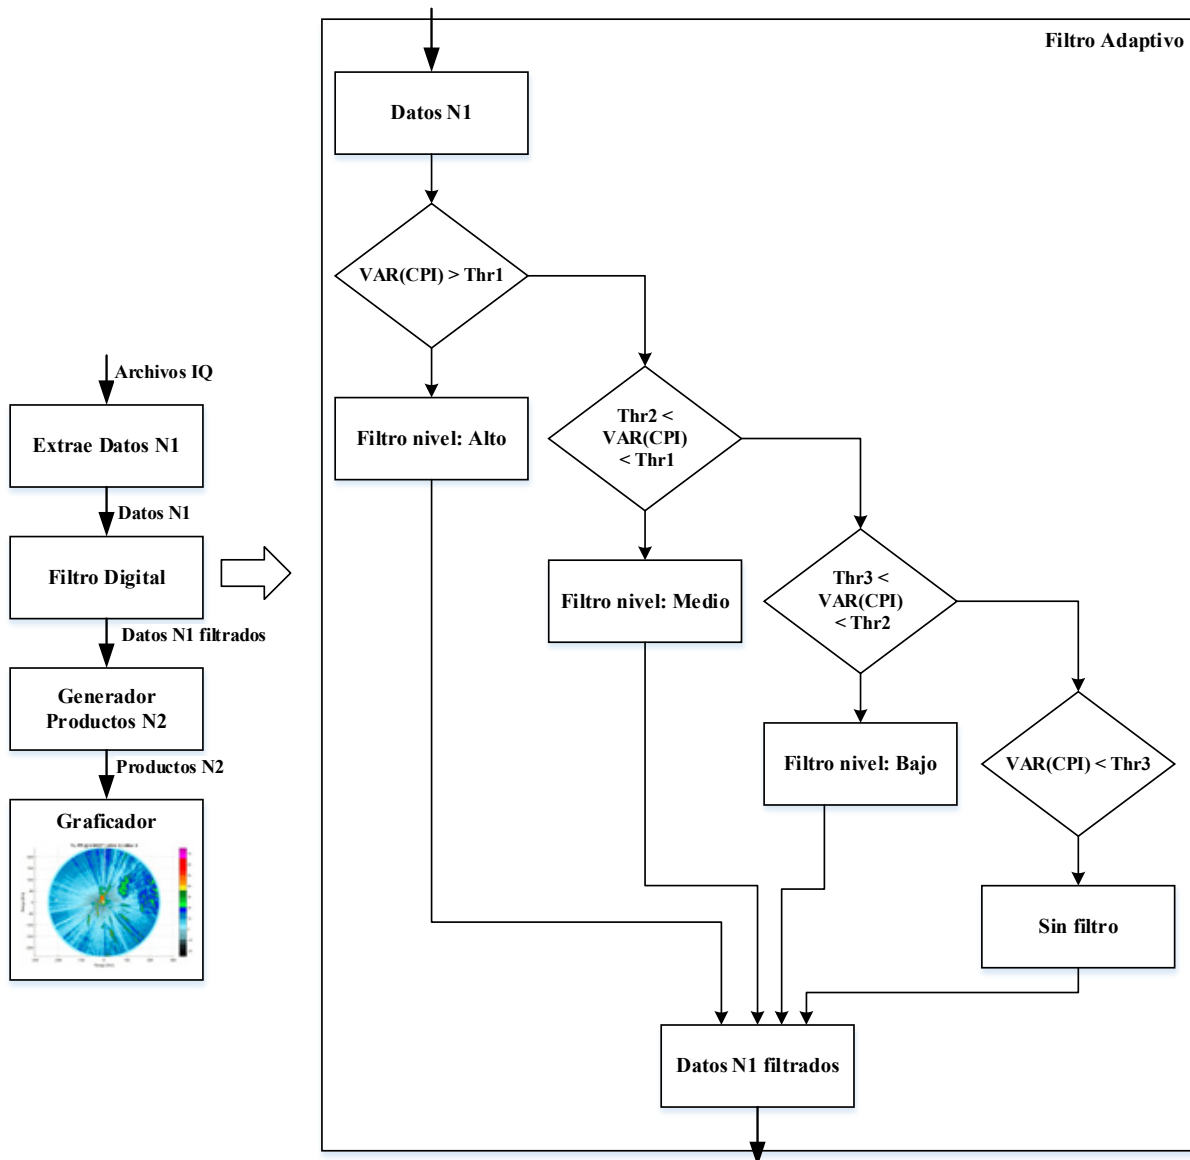 Filtro Adaptivo
Datos N1
VAR(CPI) > Thr1
Filtro nivel: Alto
Thr2 <
VAR(CPI)
< Thr1
Filtro nivel: Medio
Thr3 <
VAR(CPI)
< Thr2
Filtro nivel: Bajo
VAR(CPI) < Thr3
Sin filtro
Datos N1 filtrados
Archivos IQ
Extrae Datos N1
Datos N1
Filtro Digital
Datos N1 filtrados
Generador
Productos N2
Productos N2
Graficador